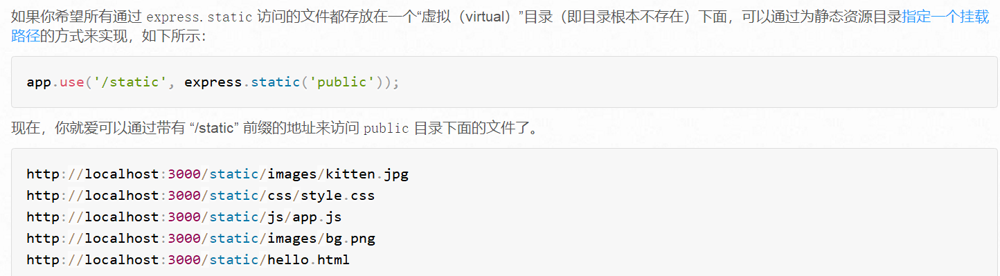 如果你希望所有通过 express.static 访问的文件都存放在一个“虚拟（virtual）”目录（即目录根本不存在）下面，可以通过为静态资源目录指定一个挂载
路径的方式来实现，如下所示：
app.use('/static', express.static('public'));
现在，你就爱可以通过带有 “/static” 前缀的地址来访问 public 目录下面的文件了。
http://localhost:3000/static/images/kitten.jpg
http://localhost:3000/static/css/style.css
http://localhost:3000/static/js/app.js
http://localhost:3000/static/images/bg.png
http://localhost:3000/static/hello.html